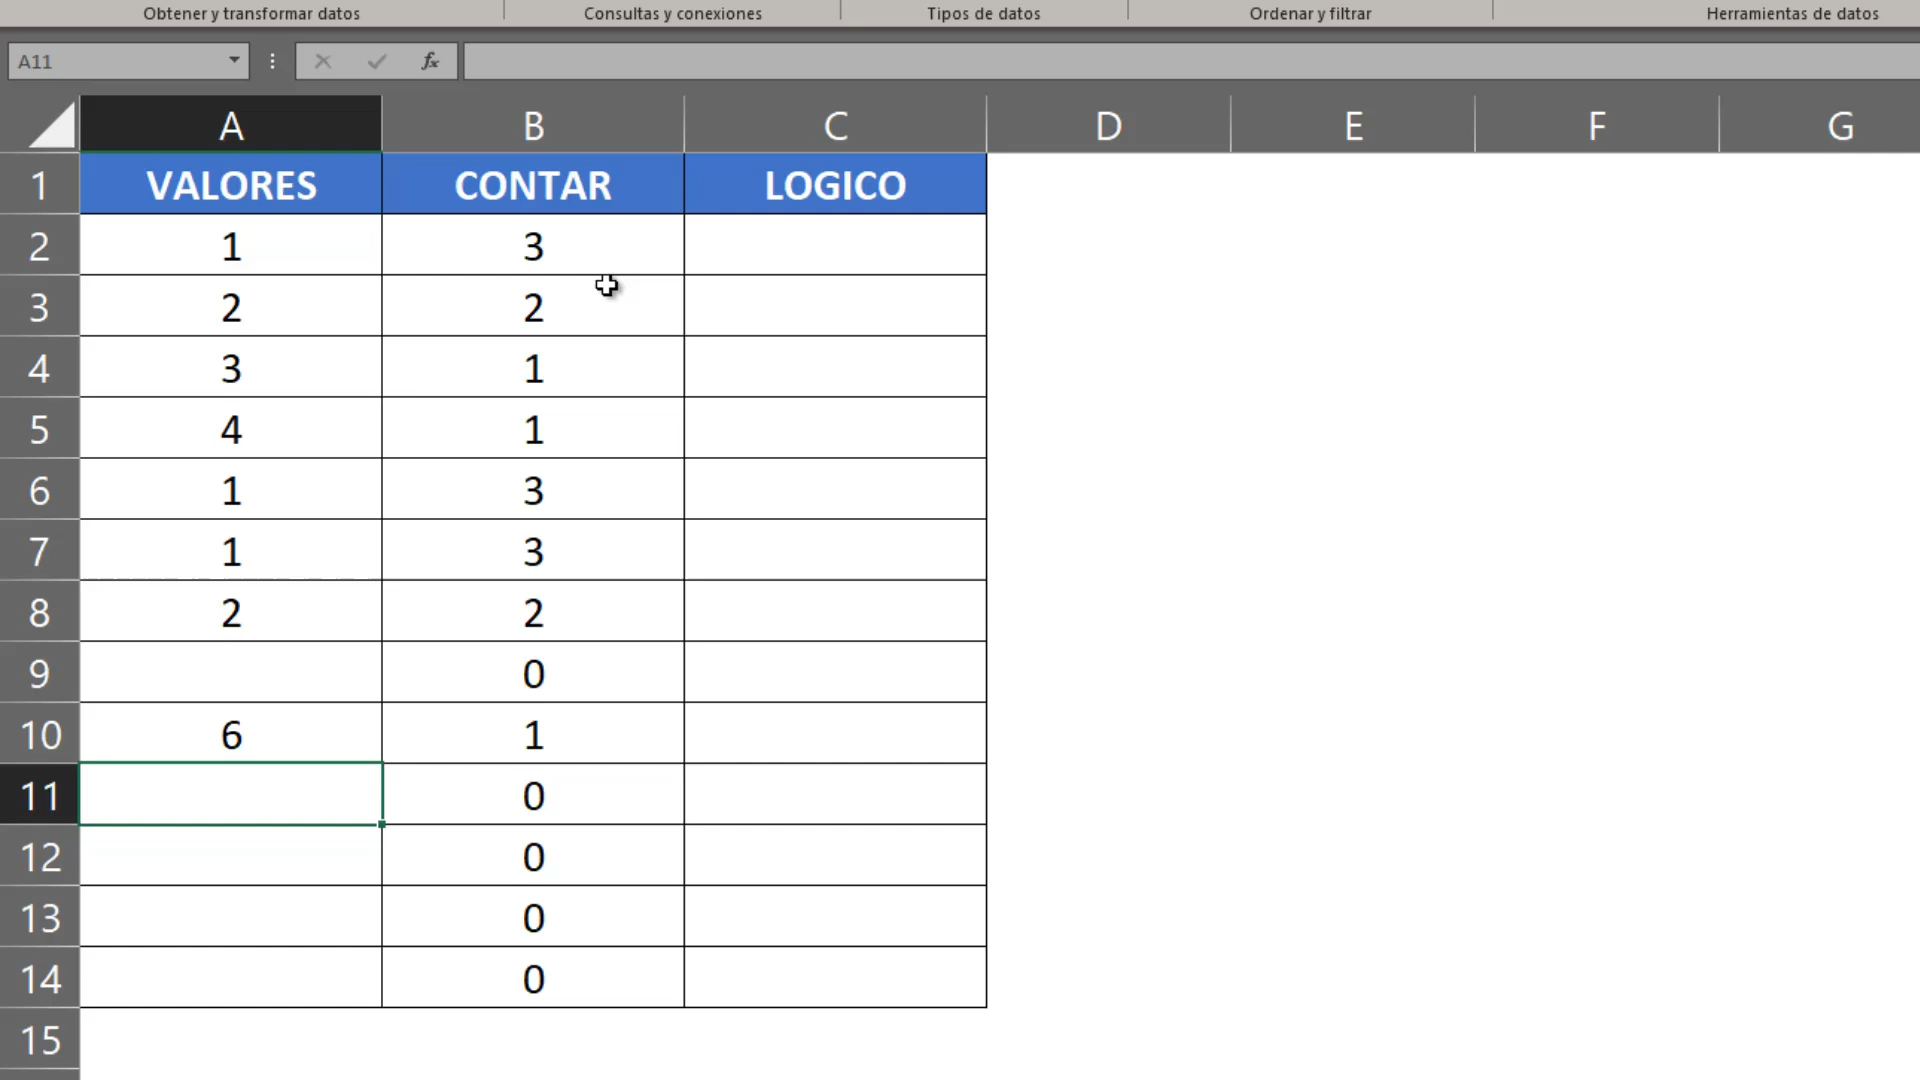 Obtener y transformar datos Consultas y conexiones Tipos de datos Ordenar y filtrar Herramientas de datos
A11 fx
A B C D E F G
1 VALORES CONTAR LOGICO
2 1 3
3 2 2
4 3 1
5 4 1
6 1 3
7 1 3
8 2 2
9 0
10 6 1
11 0
12 0
13 0
14 0
15